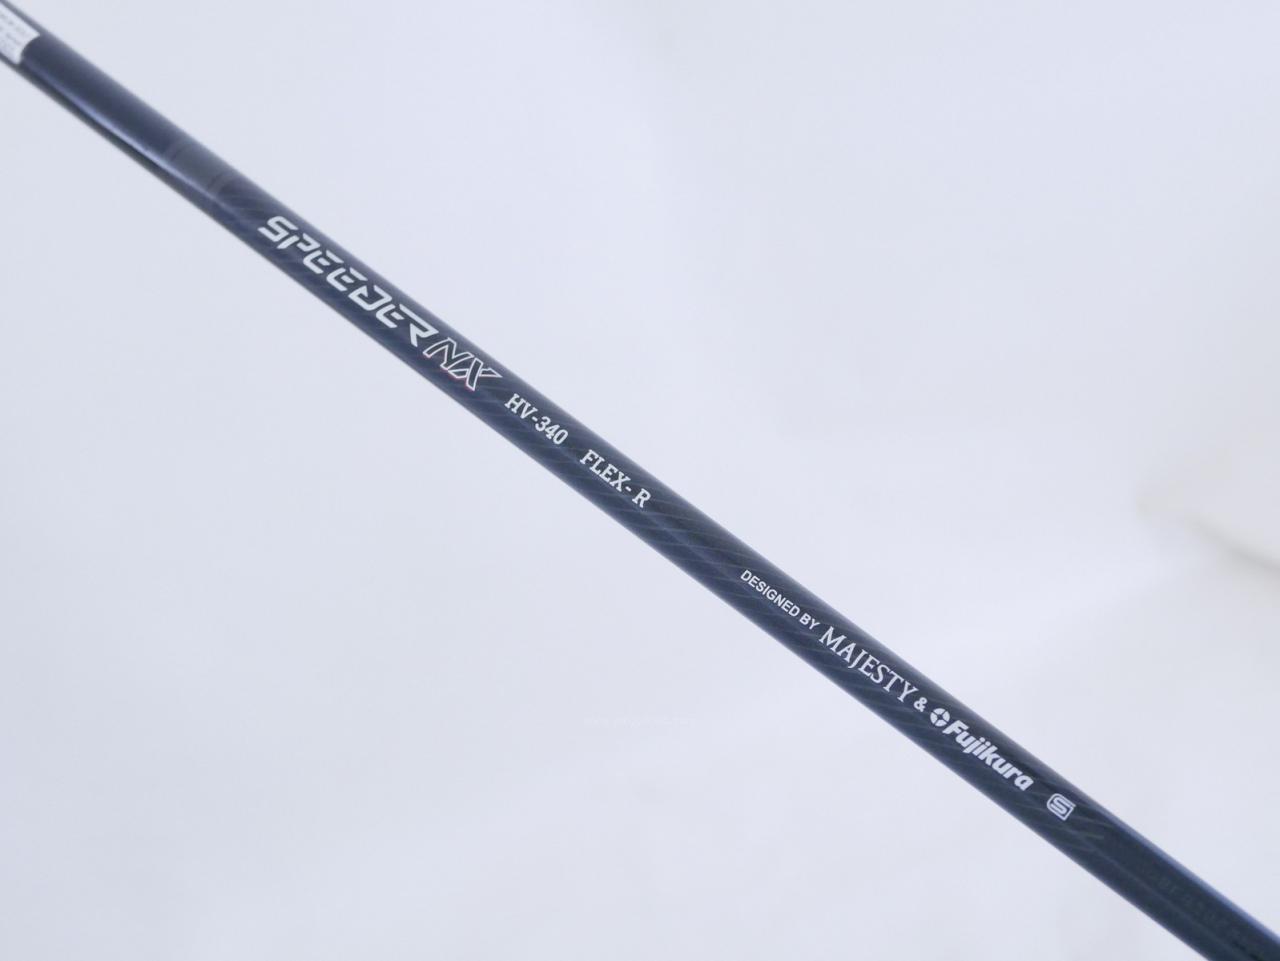 SPEEDER NX HV-340 FLEX- R DESIGNED BY MAJESTY & Fujikura S